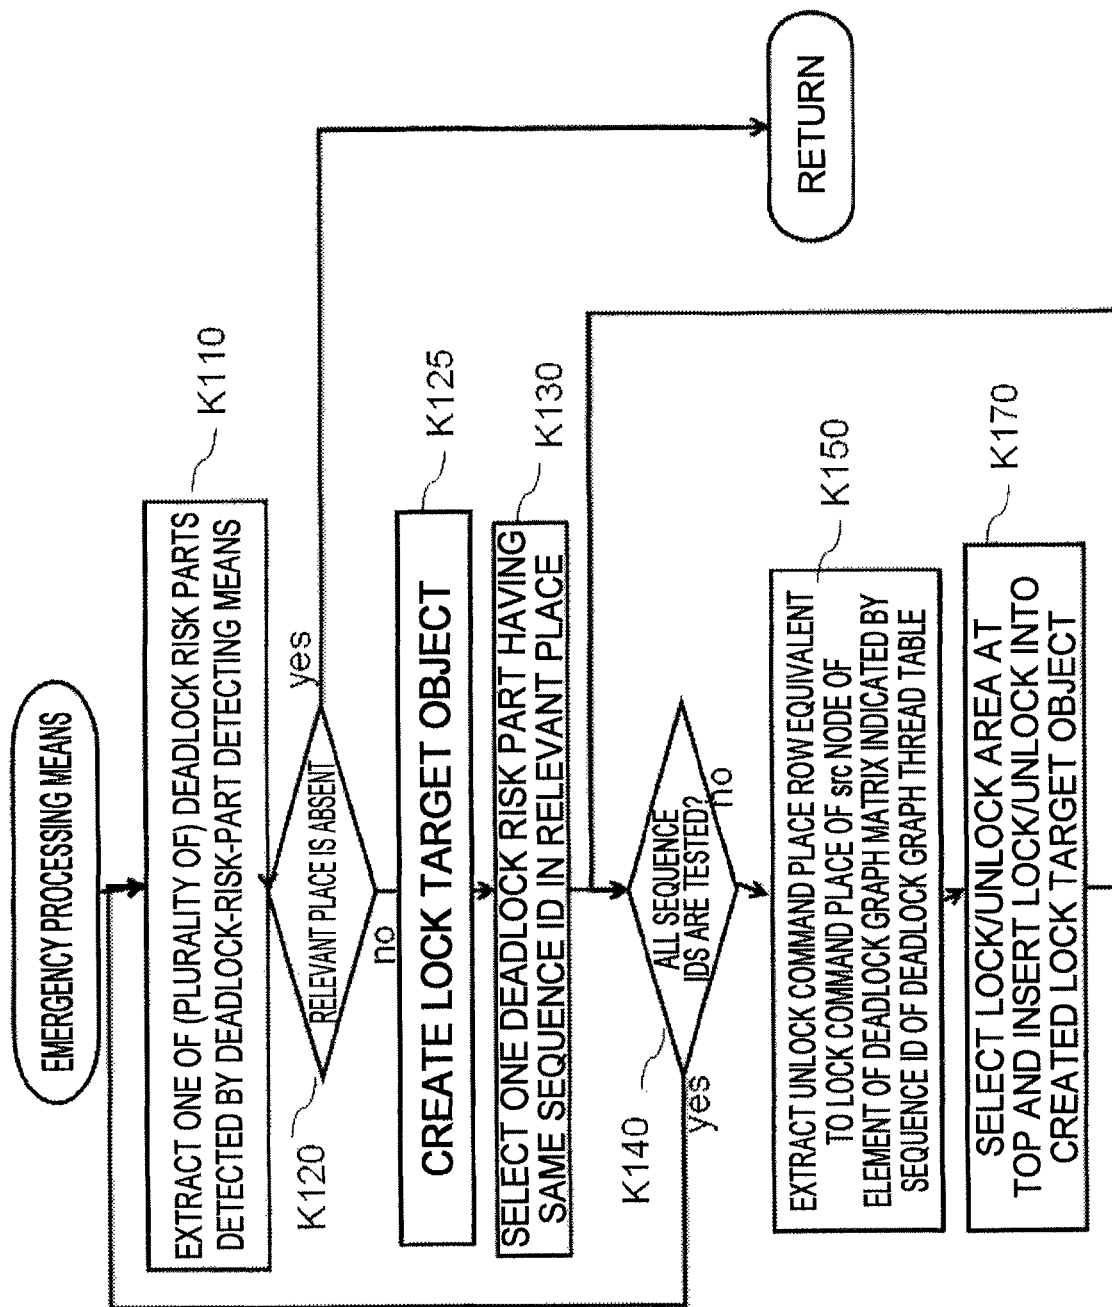 EMERGENCY PROCESSING MEANS
EXTRACT ONE OF (PLURALITY OF) DEADLOCK RISK PARTS
DETECTED BY DEADLOCK-RISK-PART DETECTING MEANS
K110
RELEVANT PLACE IS ABSENT
yes
no
K120
RETURN
CREATE LOCK TARGET OBJECT
K125
SELECT ONE DEADLOCK RISK PART HAVING
SAME SEQUENCE ID IN RELEVANT PLACE
K130
ALL SEQUENCE
IDS ARE TESTED?
no
yes
K140
EXTRACT UNLOCK COMMAND PLACE ROW EQUIVALENT
TO LOCK COMMAND PLACE OF src NODE OF
ELEMENT OF DEADLOCK GRAPH MATRIX INDICATED BY
SEQUENCE ID OF DEADLOCK GRAPH THREAD TABLE
K150
SELECT LOCK/UNLOCK AREA AT
TOP AND INSERT LOCK/UNLOCK INTO
CREATED LOCK TARGET OBJECT
K170